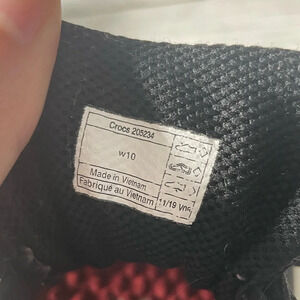 Crocs 205234
w10
Made in Vietnam
Fabriqué au Vietnam
11/19